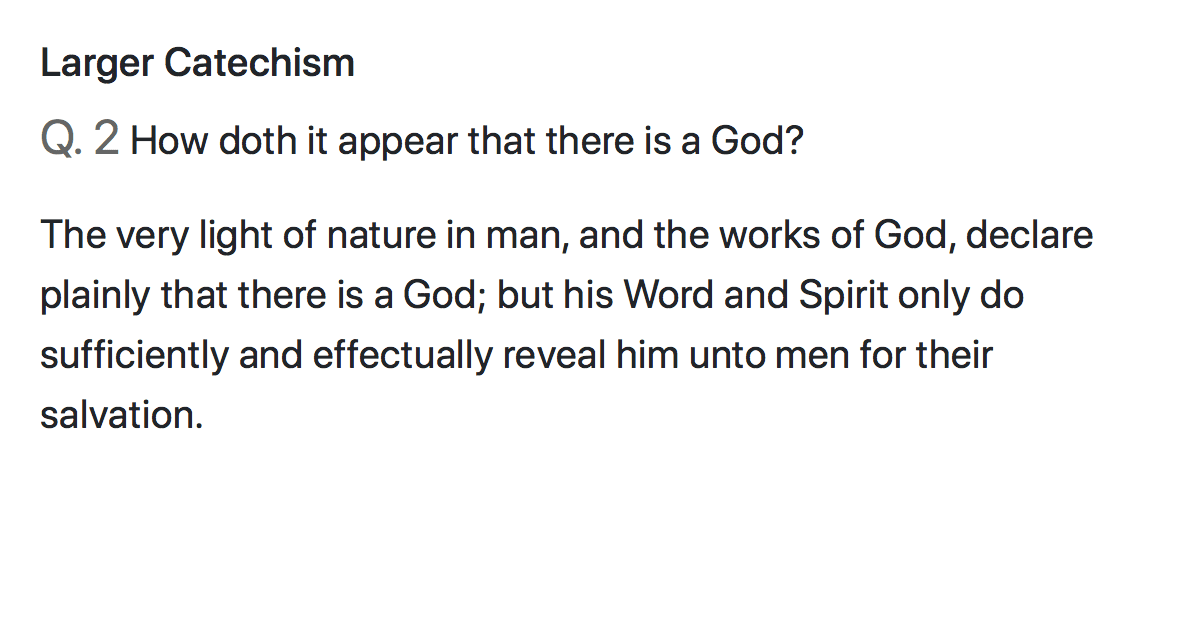 Larger Catechism
Q. 2 How doth it appear that there is a God?
The very light of nature in man, and the works of God, declare
plainly that there is a God; but his Word and Spirit only do
sufficiently and effectually reveal him unto men for their
salvation.